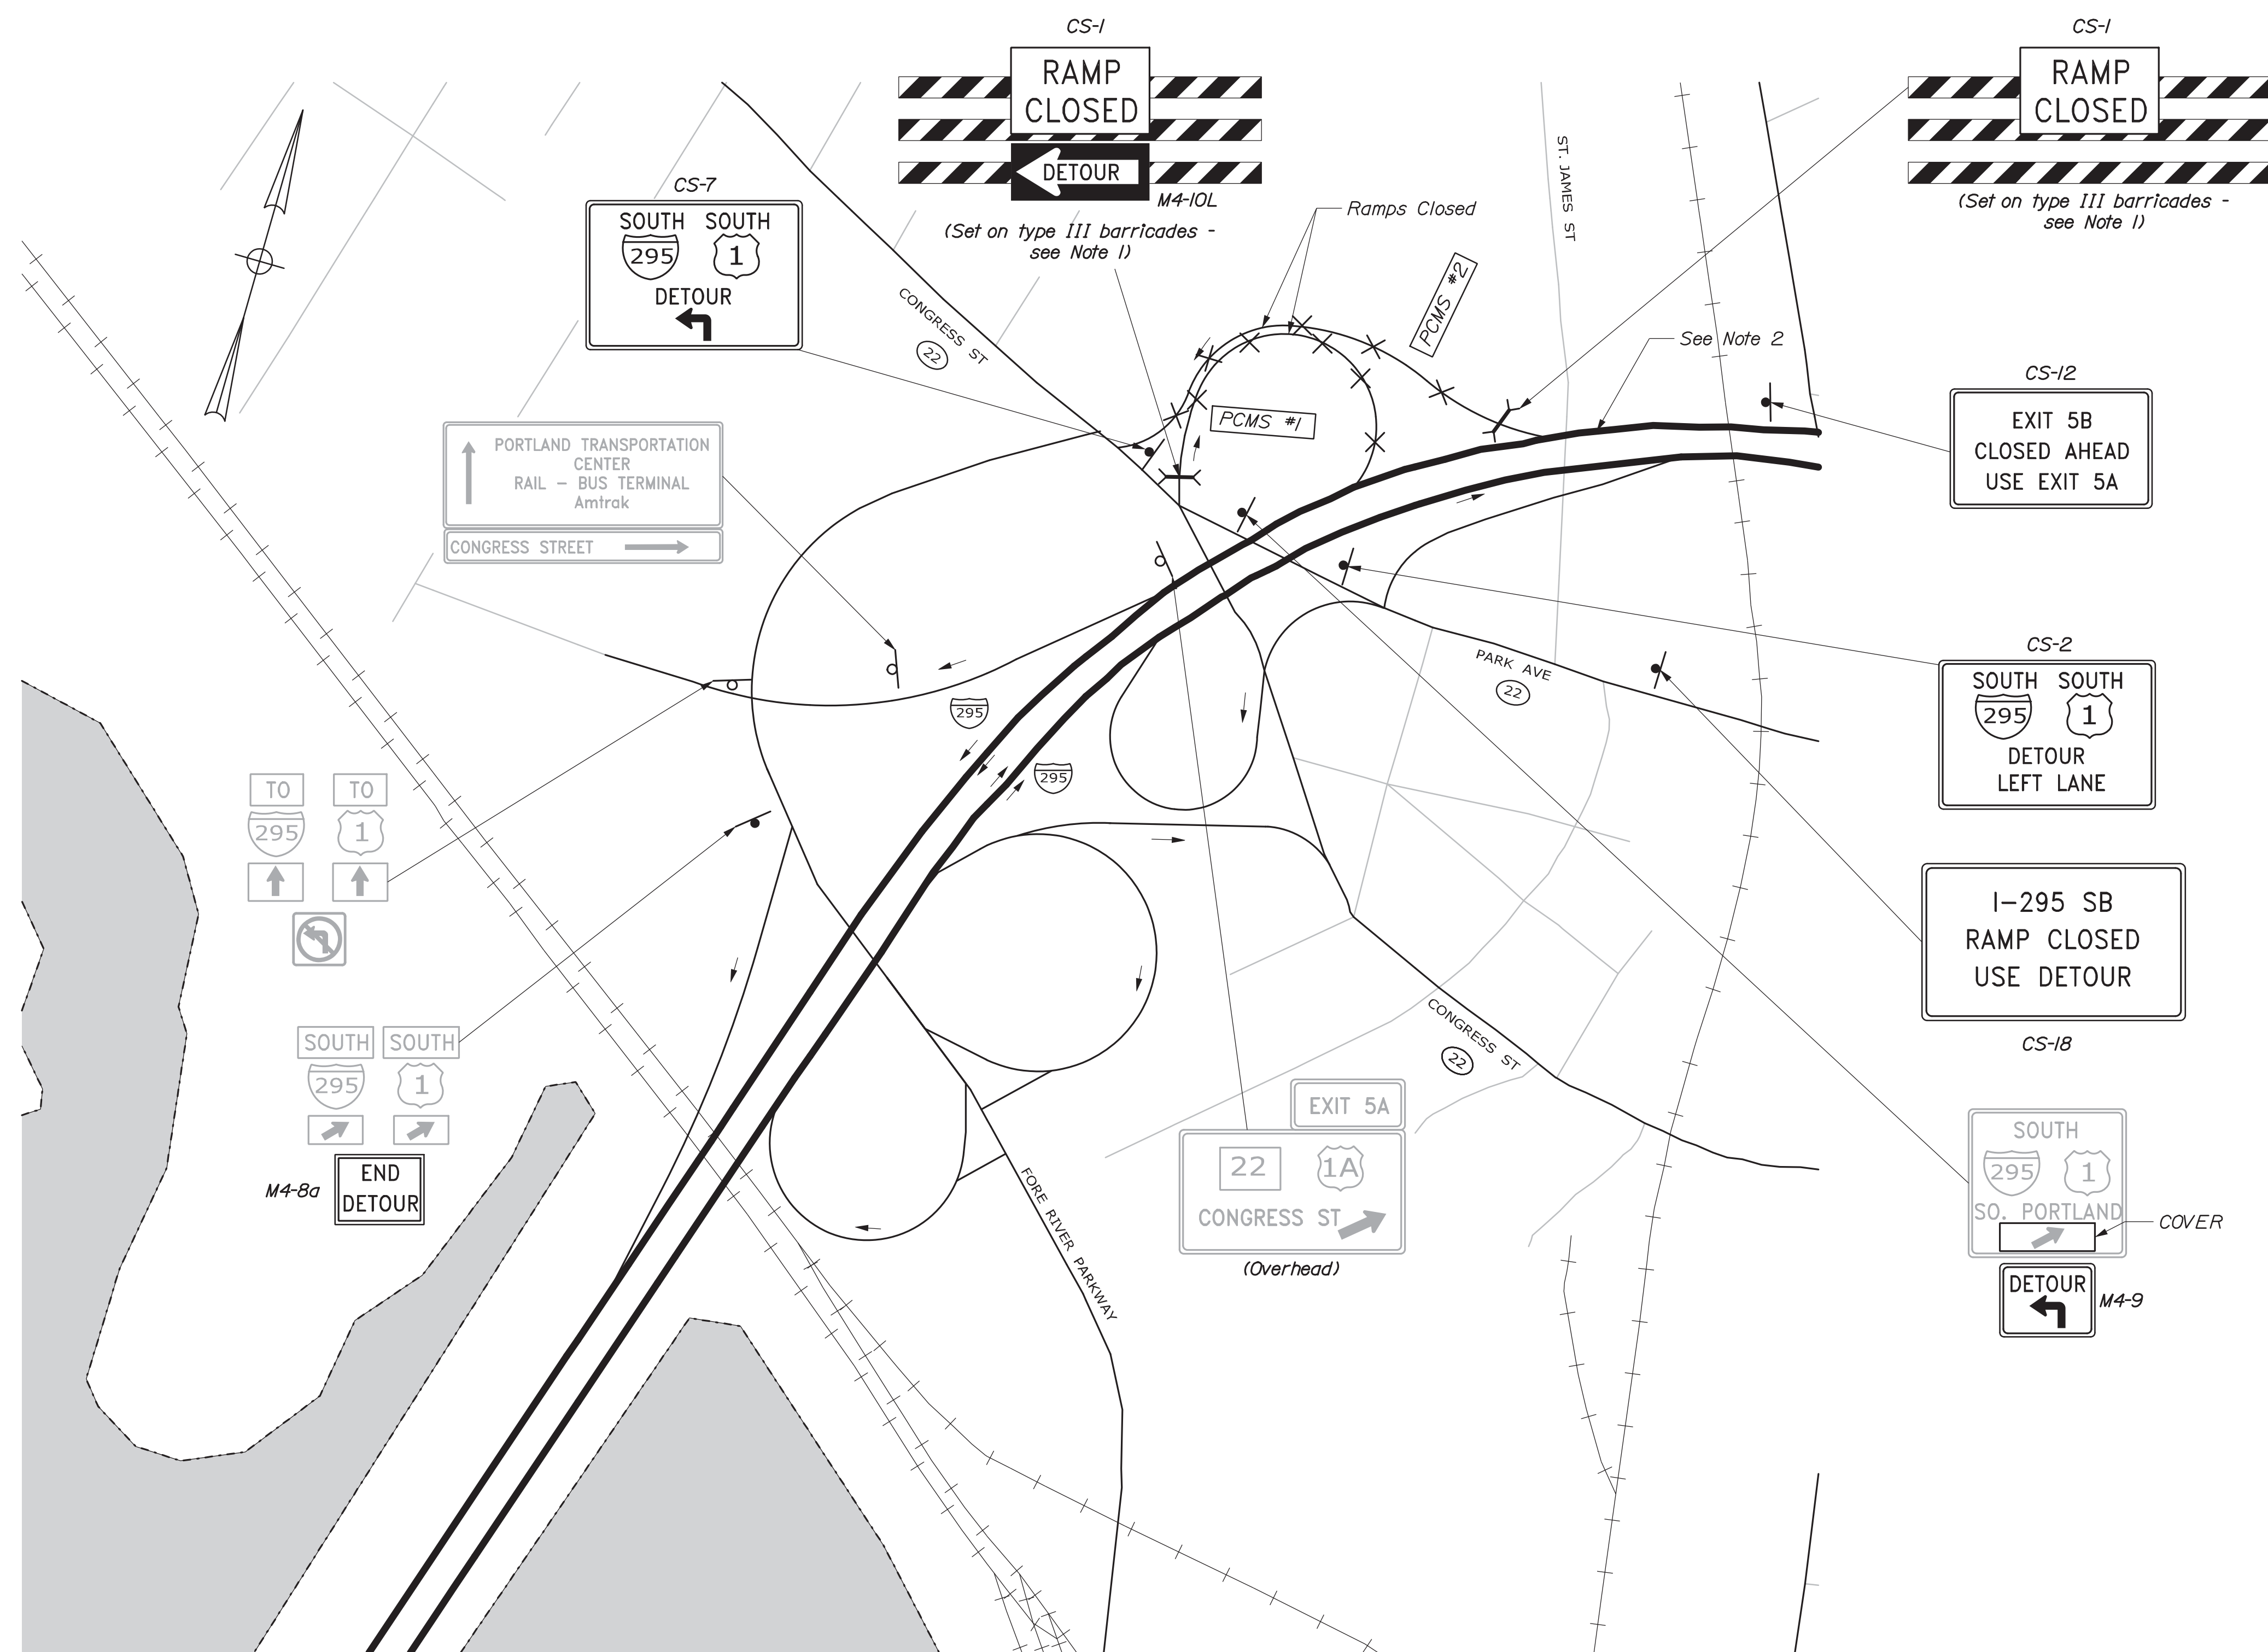 CS-1
RAMP
CLOSED
DETOUR
M4-10L
(Set on type III barricades -
see Note 1)
CS-1
RAMP
CLOSED
(Set on type III barricades -
see Note 1)
CS-7
SOUTH SOUTH
295 1
DETOUR
Ramps Closed
PCMS #2
ST. JAMES ST
CONGRESS ST
22
See Note 2
PCMS #1
CS-12
EXIT 5B
CLOSED AHEAD
USE EXIT 5A
PORTLAND TRANSPORTATION
CENTER
RAIL - BUS TERMINAL
Amtrak
CONGRESS STREET
PARK AVE
22
CS-2
SOUTH SOUTH
295 1
DETOUR
LEFT LANE
295
295
TO TO
295 1
I-295 SB
RAMP CLOSED
USE DETOUR
CS-18
CONGRESS ST
22
SOUTH SOUTH
295 1
END
DETOUR
M4-8a
FORE RIVER PARKWAY
EXIT 5A
22 1A
CONGRESS ST
(Overhead)
SOUTH
295 1
SO. PORTLAND
COVER
DETOUR
M4-9